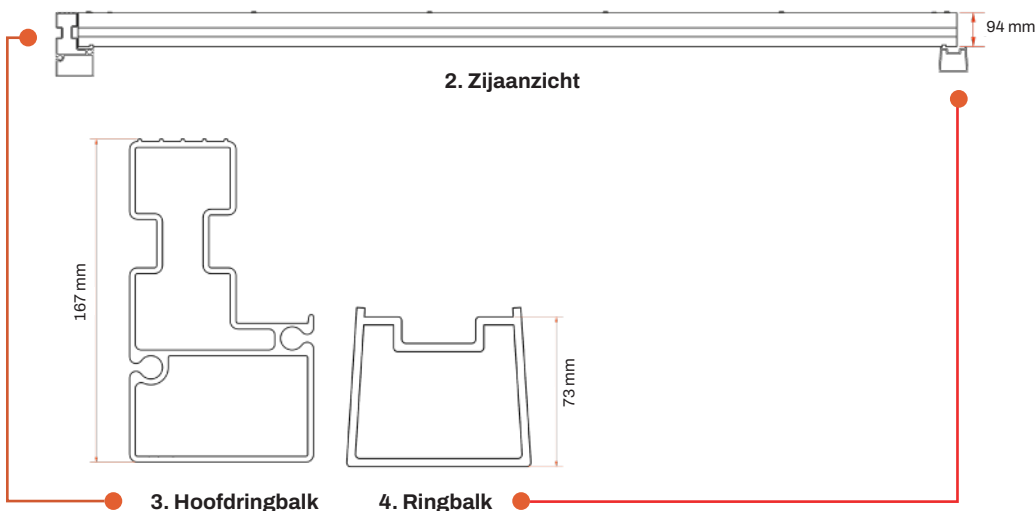 94 mm
2. Zijaanzicht
167 mm
73 mm
3. Hoofdringbalk
4. Ringbalk